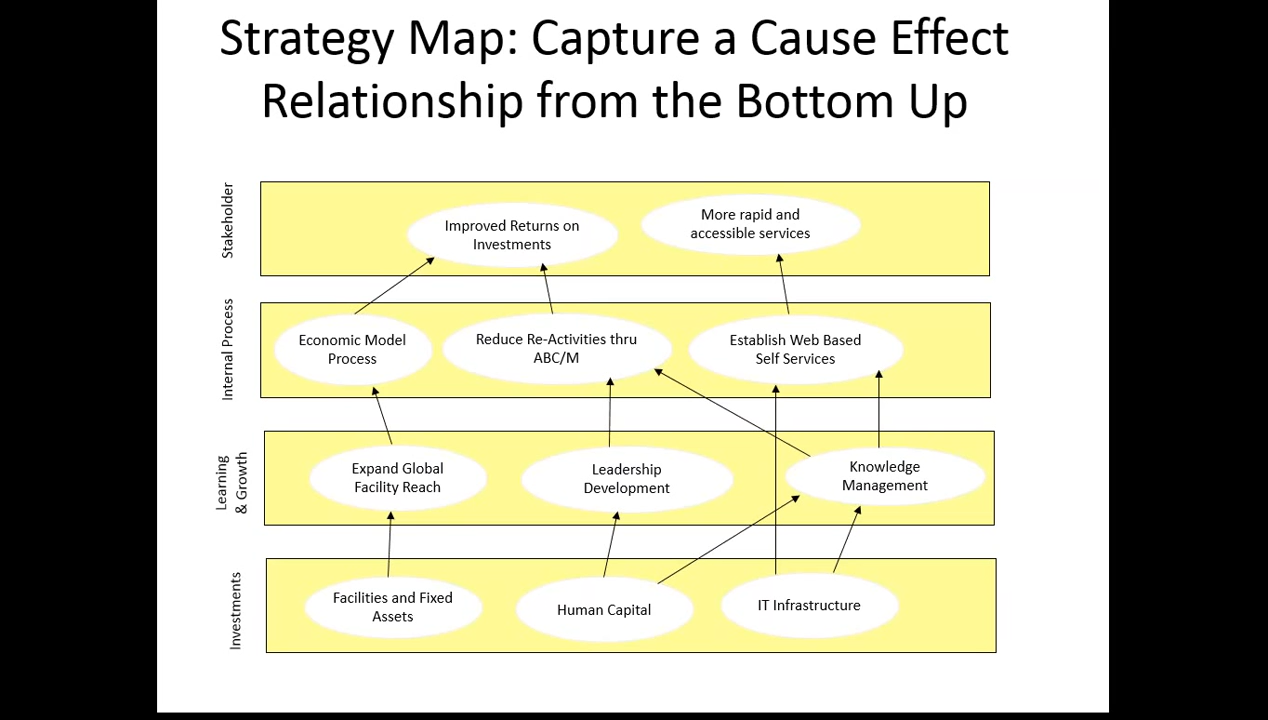 Strategy Map: Capture a Cause Effect
Relationship from the Bottom Up
Stakeholder
Improved Returns on
Investments
More rapid and
accessible services
Internal Process
Economic Model
Process
Reduce Re-Activities thru
ABC/M
Establish Web Based
Self Services
Learning
& Growth
Expand Global
Facility Reach
Leadership
Development
Knowledge
Management
Investments
Facilities and Fixed
Assets
Human Capital
IT Infrastructure